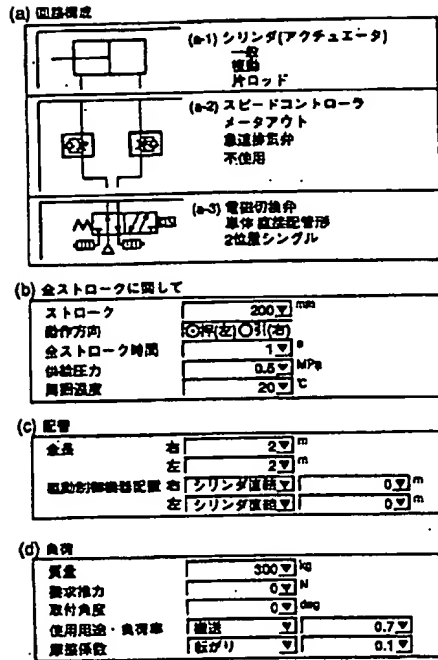 (a) 回路構成
(a-1) シリンダ(アクチュエータ)
一般
複動
片ロッド
(a-2) スピードコントローラ
メータアウト
急速排気弁
不使用
(a-3) 電磁切換弁
単体直接配管形
2位置シングル
(b) 全ストロークに関して
ストローク 200 mm
動作方向 押(左) 引(右)
全ストローク時間 1 s
供給圧力 0.5 MPa
周囲温度 20 ℃
(c) 配管
全長 右 2 m
左 2 m
駆動制御機器配置 右 シリンダ直結 0 m
左 シリンダ直結 0 m
(d) 負荷
質量 300 kg
要求推力 0 N
取付角度 0 deg
使用用途・負荷率 搬送 0.7
摩擦係数 転がり 0.1